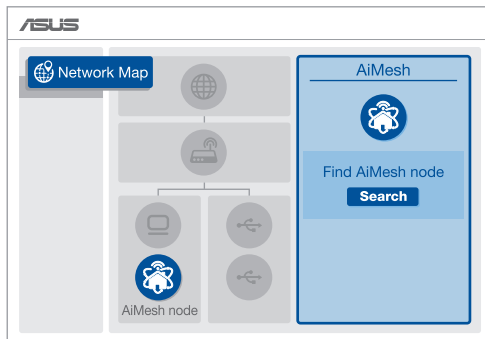 ASUS
Network Map
AiMesh
Find AiMesh node
Search
AiMesh node